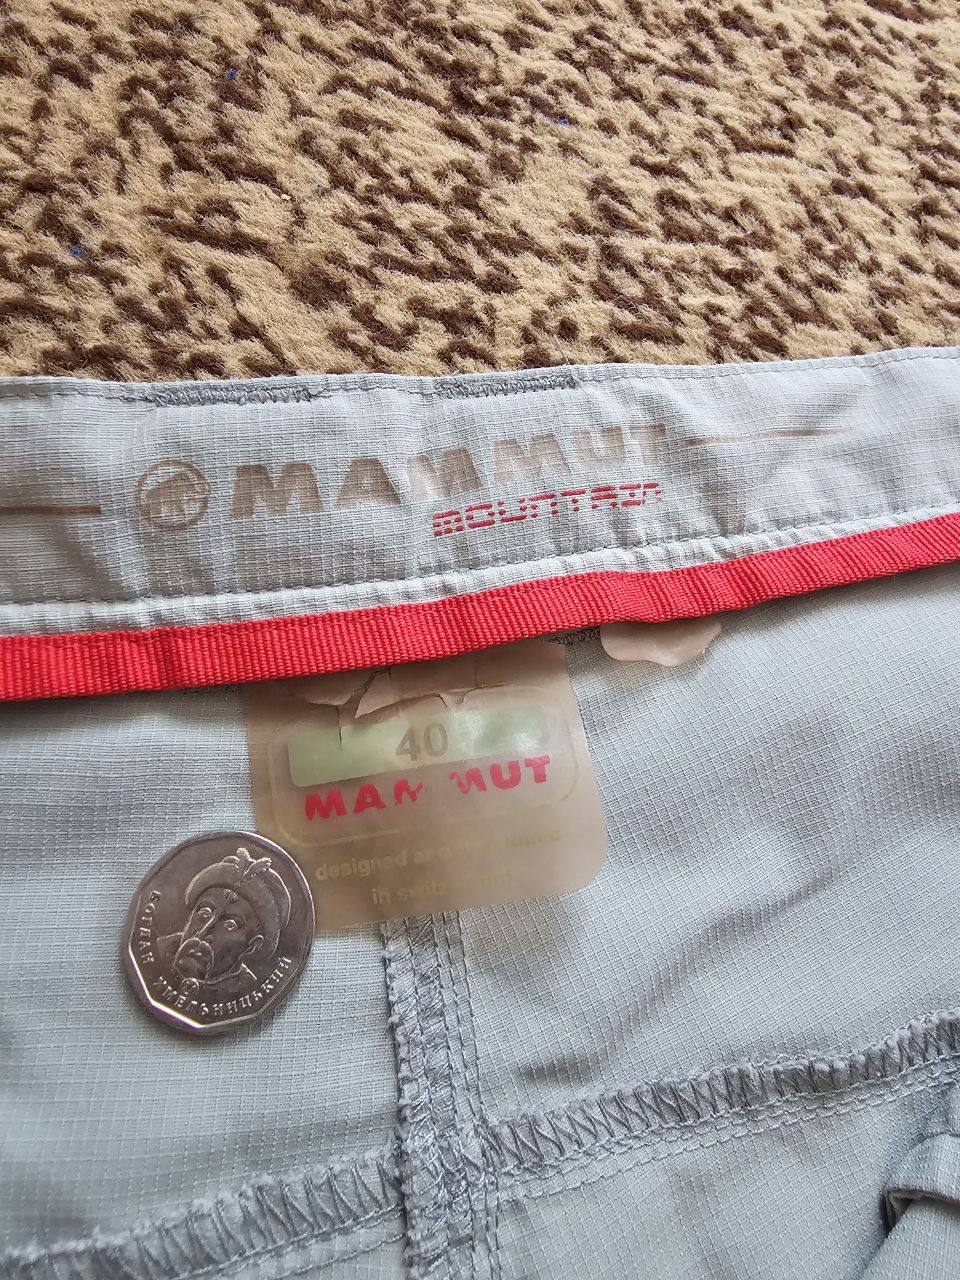 MAMMUT
MOUNTAIN
40
MAMMUT
designed and developed
in switzerland
БОГДАН ХМЕЛЬНИЦЬКИЙ